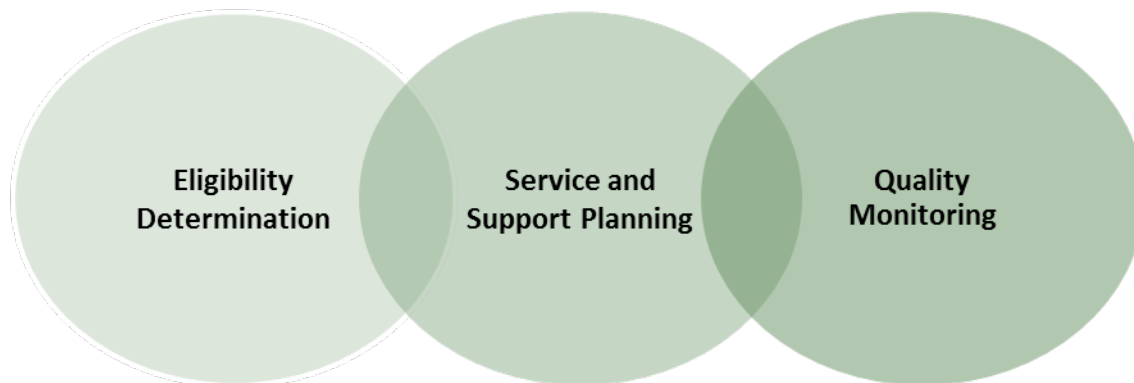 Eligibility
Determination
Service and
Support Planning
Quality
Monitoring